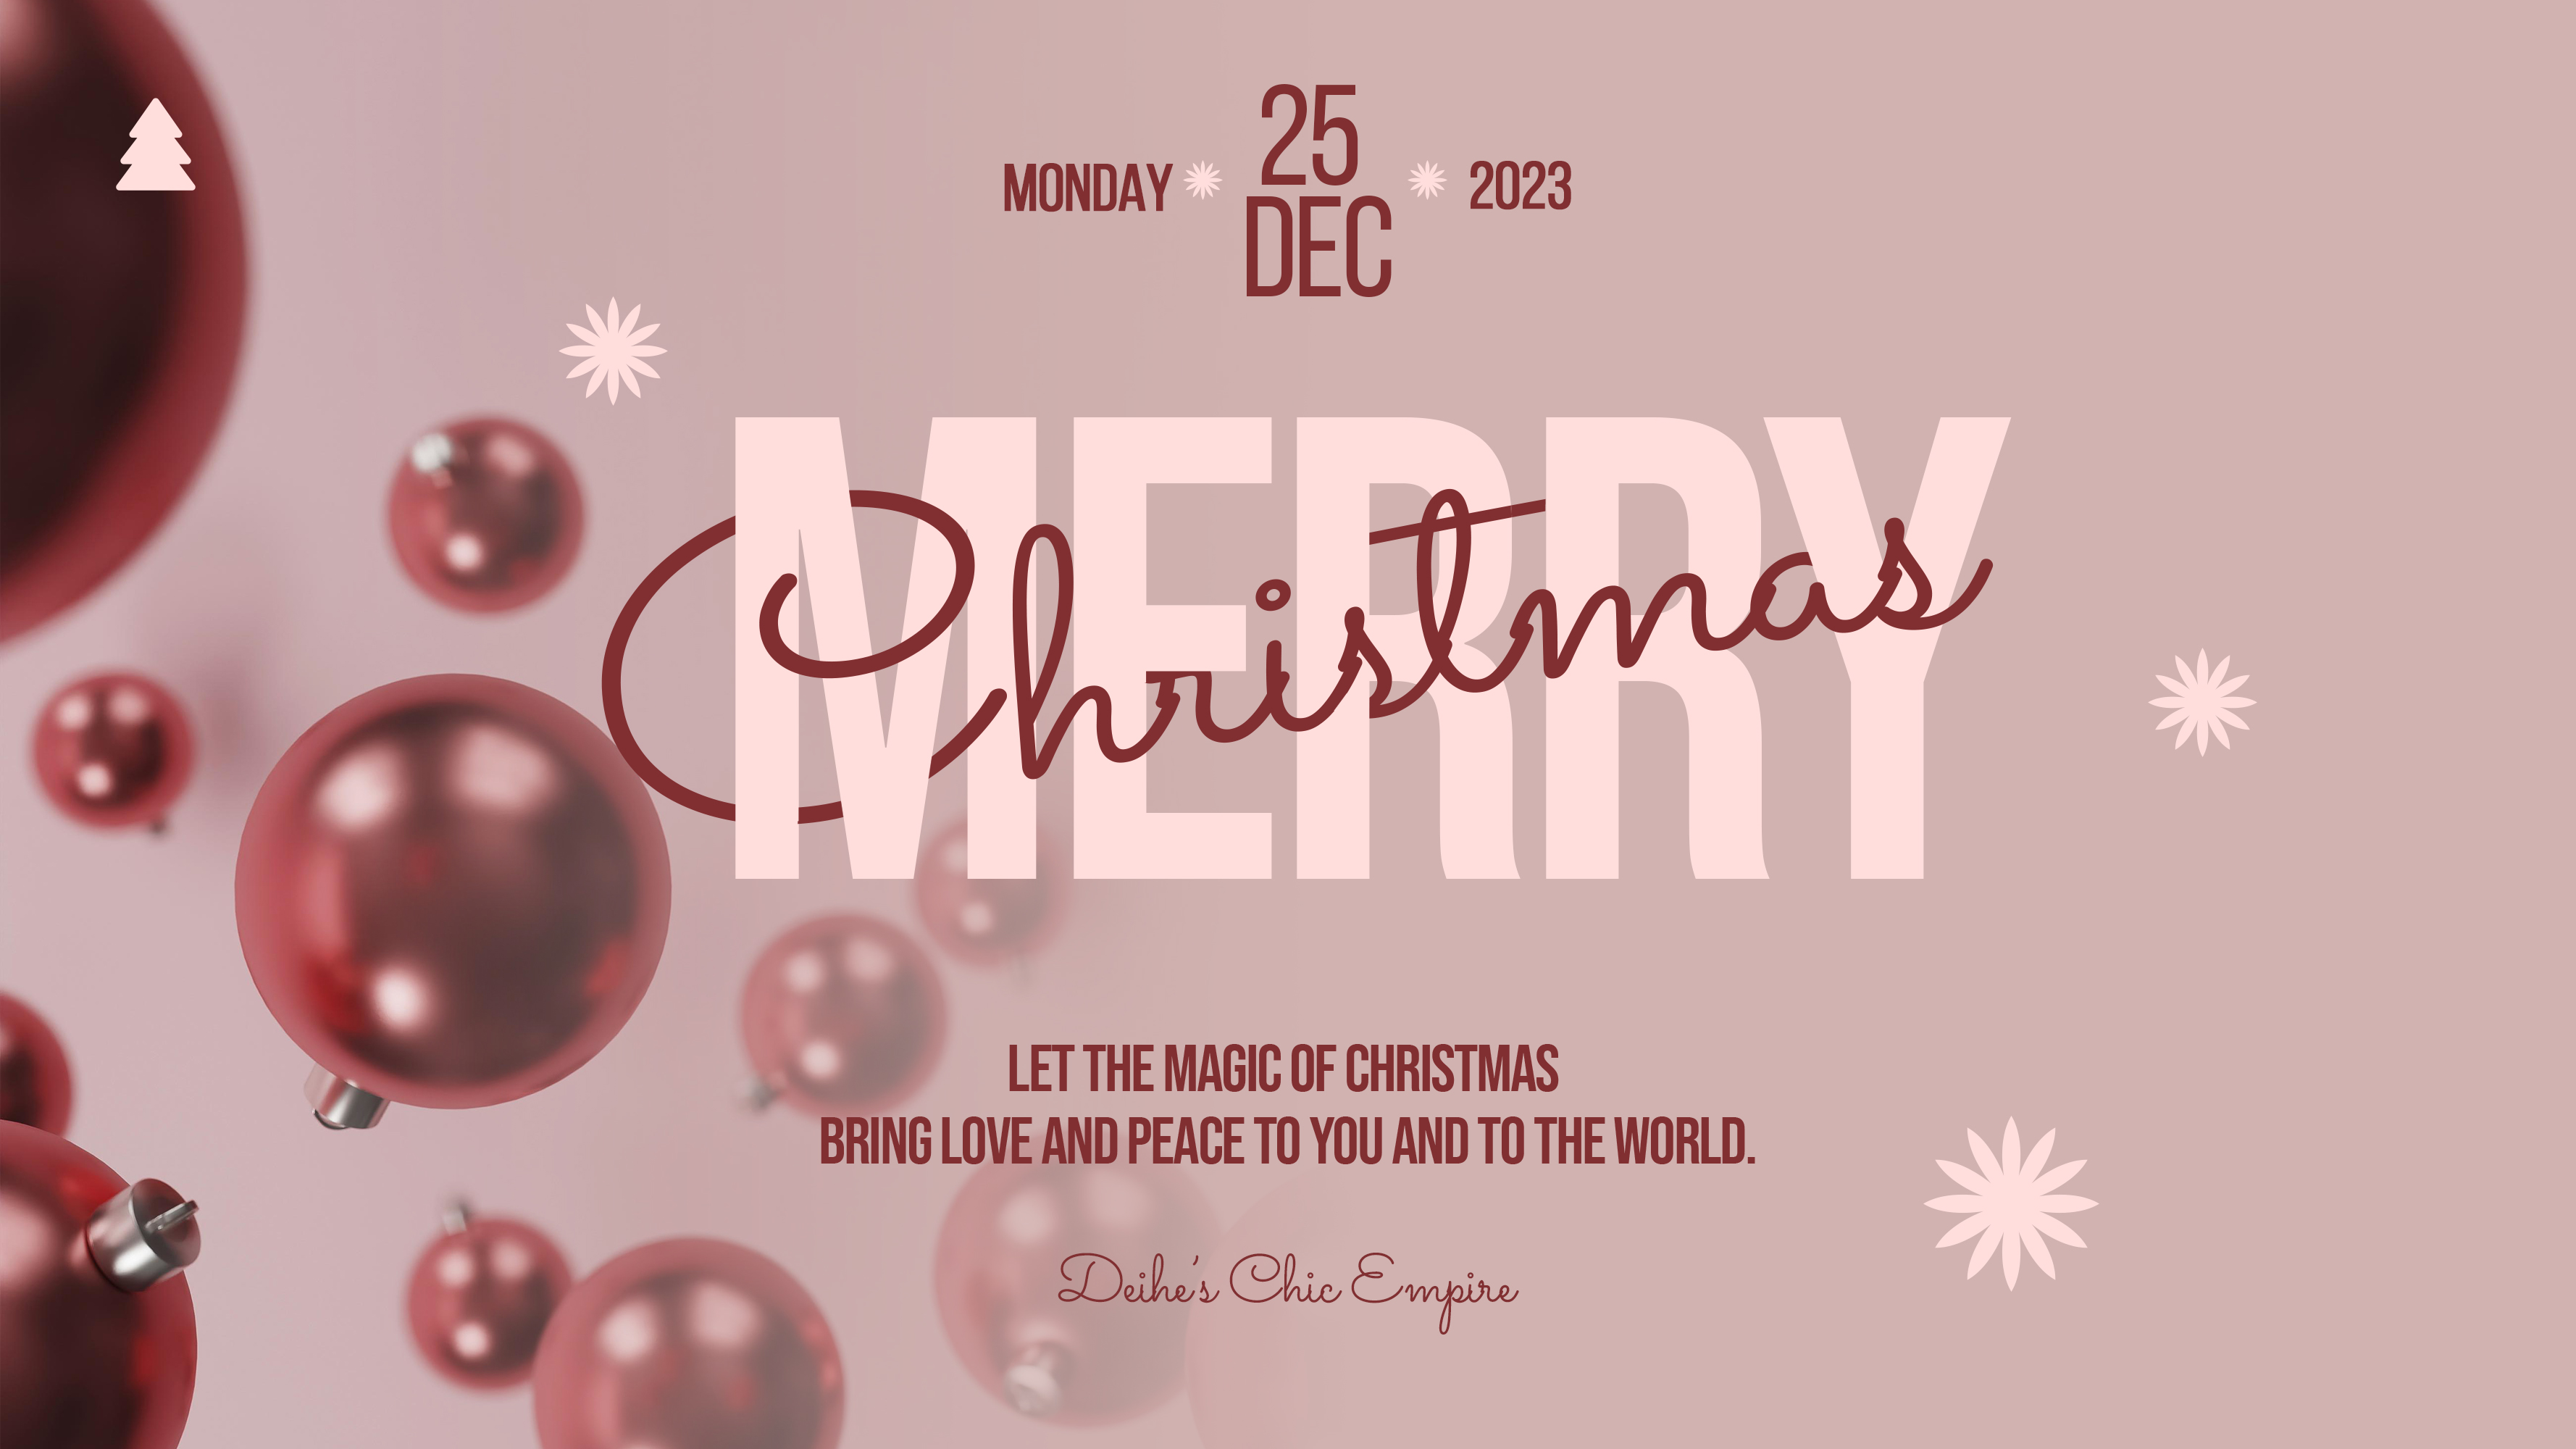 MONDAY 25 DEC 2023
MERRY
Christmas
LET THE MAGIC OF CHRISTMAS
BRING LOVE AND PEACE TO YOU AND TO THE WORLD.
Deihe's Chic Empire